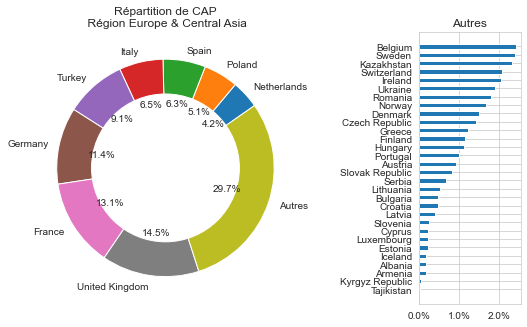 Répartition de CAP
Région Europe & Central Asia
Italy
Spain
Poland
Turkey
Netherlands
Germany
France
United Kingdom
Autres
6.5%
6.3%
5.1%
4.2%
9.1%
11.4%
13.1%
14.5%
29.7%
Autres
Belgium
Sweden
Kazakhstan
Switzerland
Ireland
Ukraine
Romania
Norway
Denmark
Czech Republic
Greece
Finland
Hungary
Portugal
Austria
Slovak Republic
Serbia
Lithuania
Bulgaria
Croatia
Latvia
Slovenia
Cyprus
Luxembourg
Estonia
Iceland
Albania
Armenia
Kyrgyz Republic
Tajikistan
0.0% 1.0% 2.0%